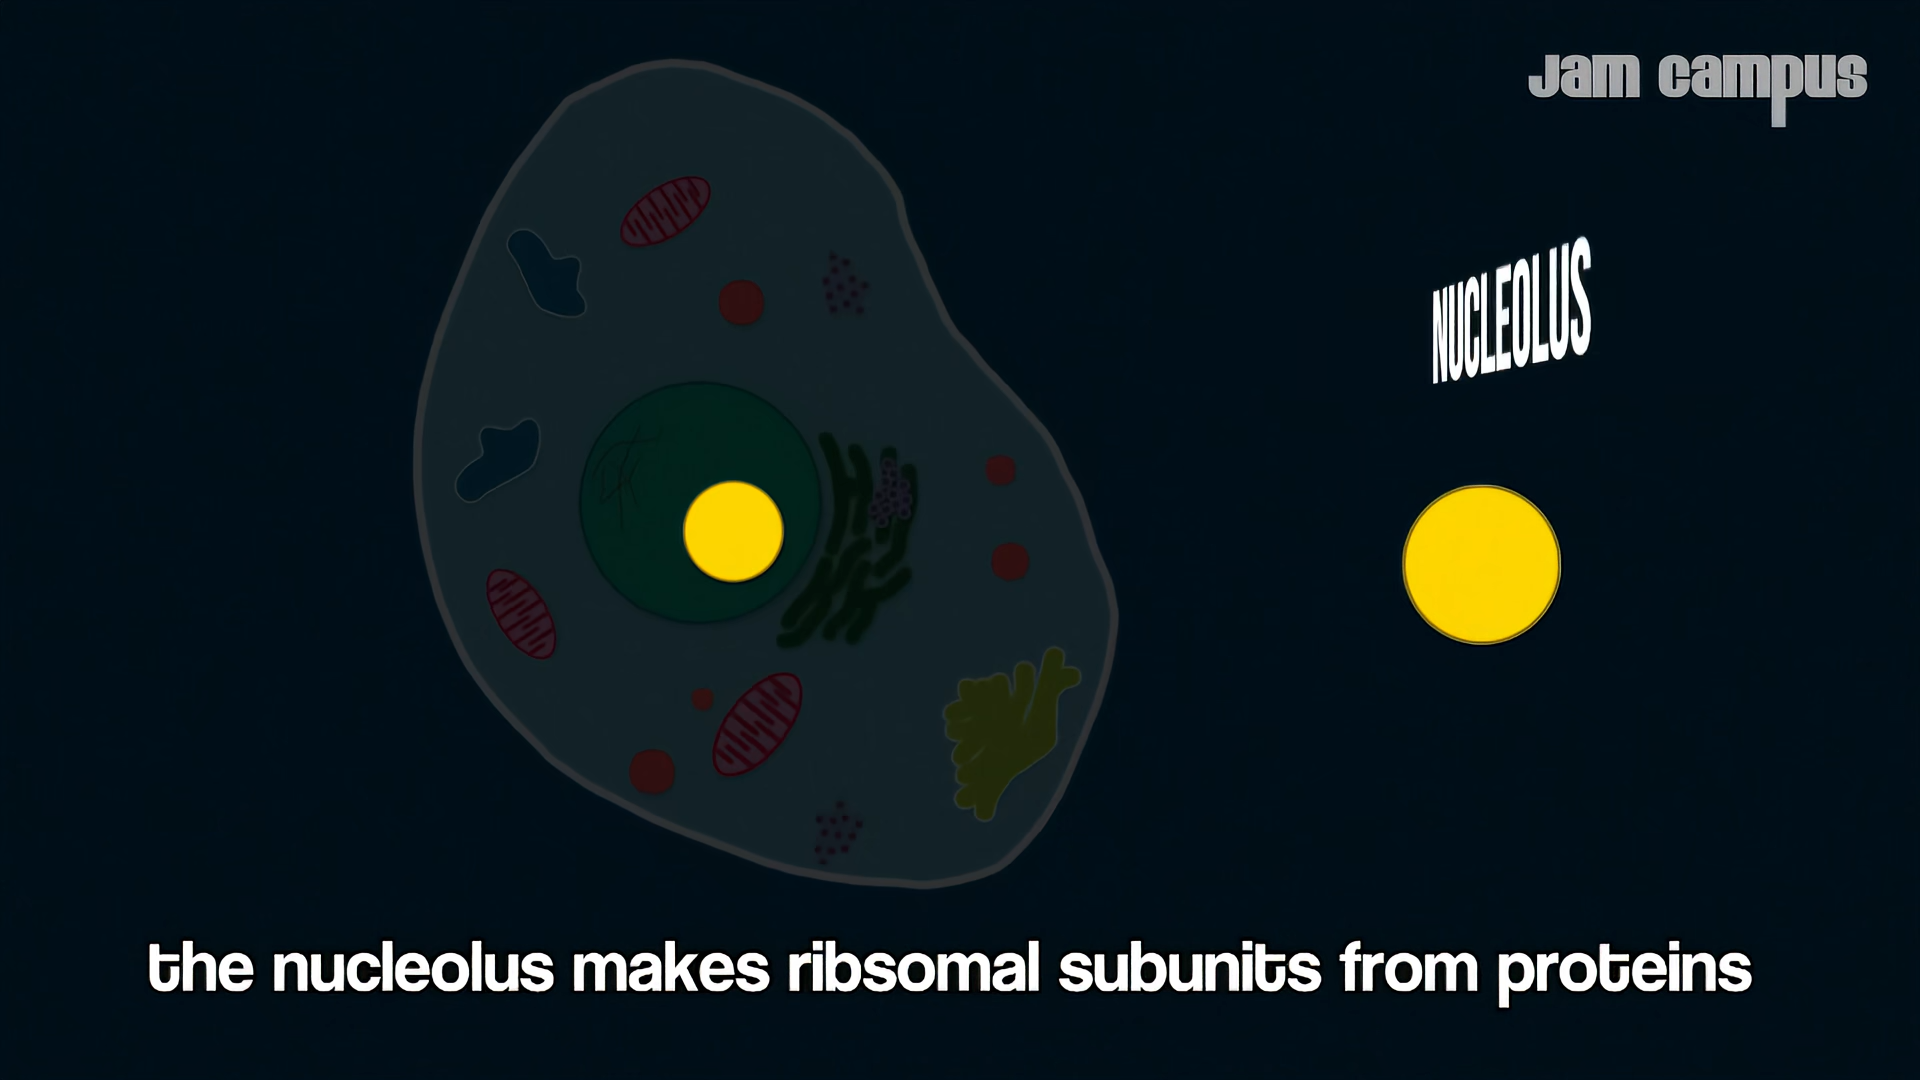 Jam campus
NUCLEOLUS
the nucleolus makes ribsomal subunits from proteins